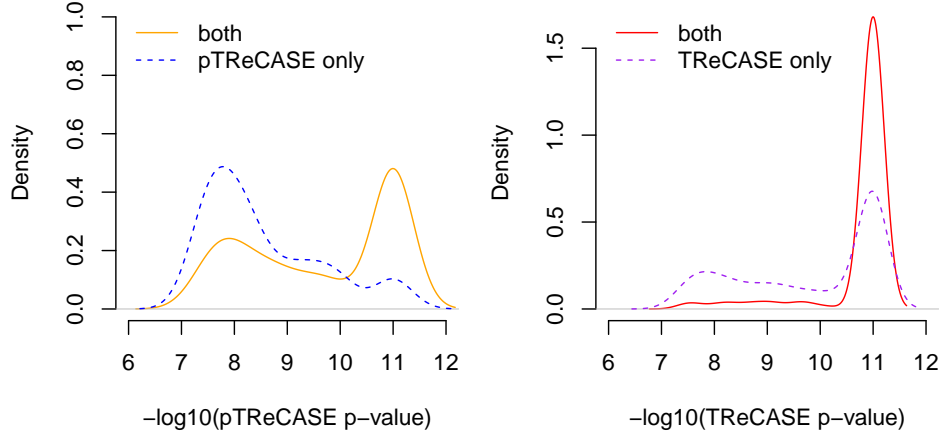 both
pTReCASE only
Density
0.0 0.2 0.4 0.6 0.8 1.0
6 7 8 9 10 11 12
−log10(pTReCASE p−value)
both
TReCASE only
Density
0.0 0.5 1.0 1.5
6 7 8 9 10 11 12
−log10(TReCASE p−value)